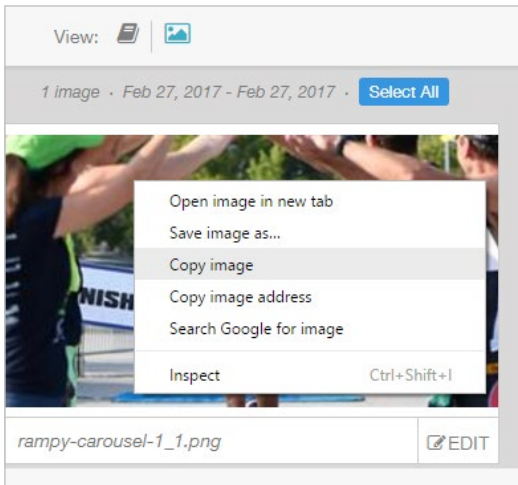 View:
1 image · Feb 27, 2017 - Feb 27, 2017 · Select All
Open image in new tab
Save image as...
Copy image
Copy image address
Search Google for image
NISH
Inspect Ctrl+Shift+I
rampy-carousel-1_1.png EDIT